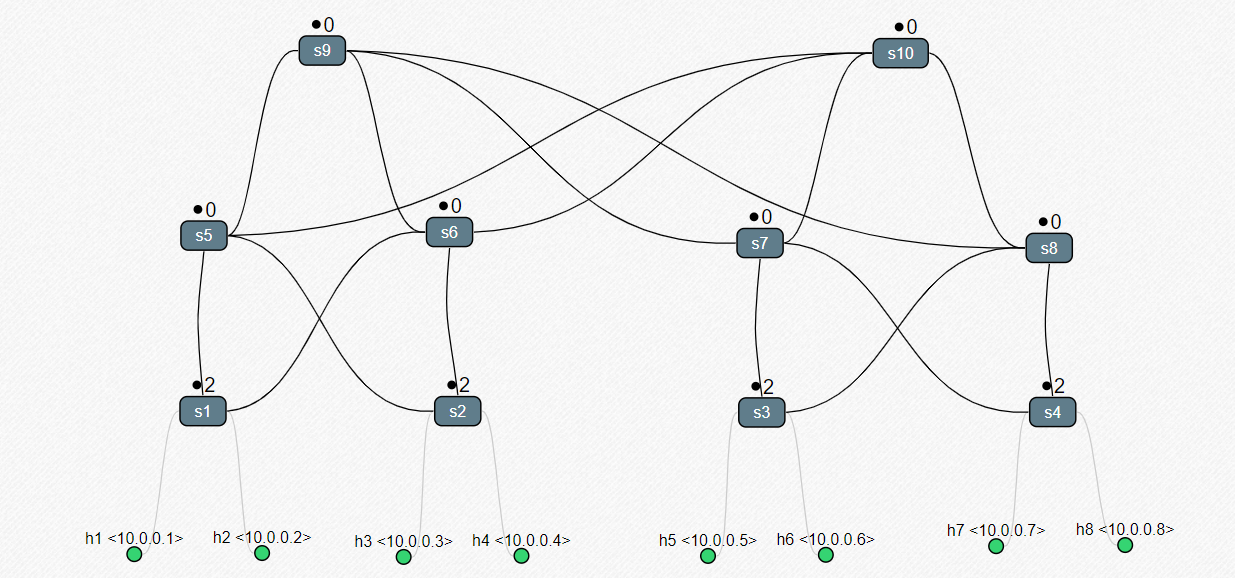 ●0
s9
●0
s10
●0
s5
●0
s6
●0
s7
●0
s8
●2
s1
●2
s2
●2
s3
●2
s4
h1 <10.0.0.1>
h2 <10.0.0.2>
h3 <10.0.0.3>
h4 <10.0.0.4>
h5 <10.0.0.5>
h6 <10.0.0.6>
h7 <10.0.0.7>
h8 <10.0.0.8>